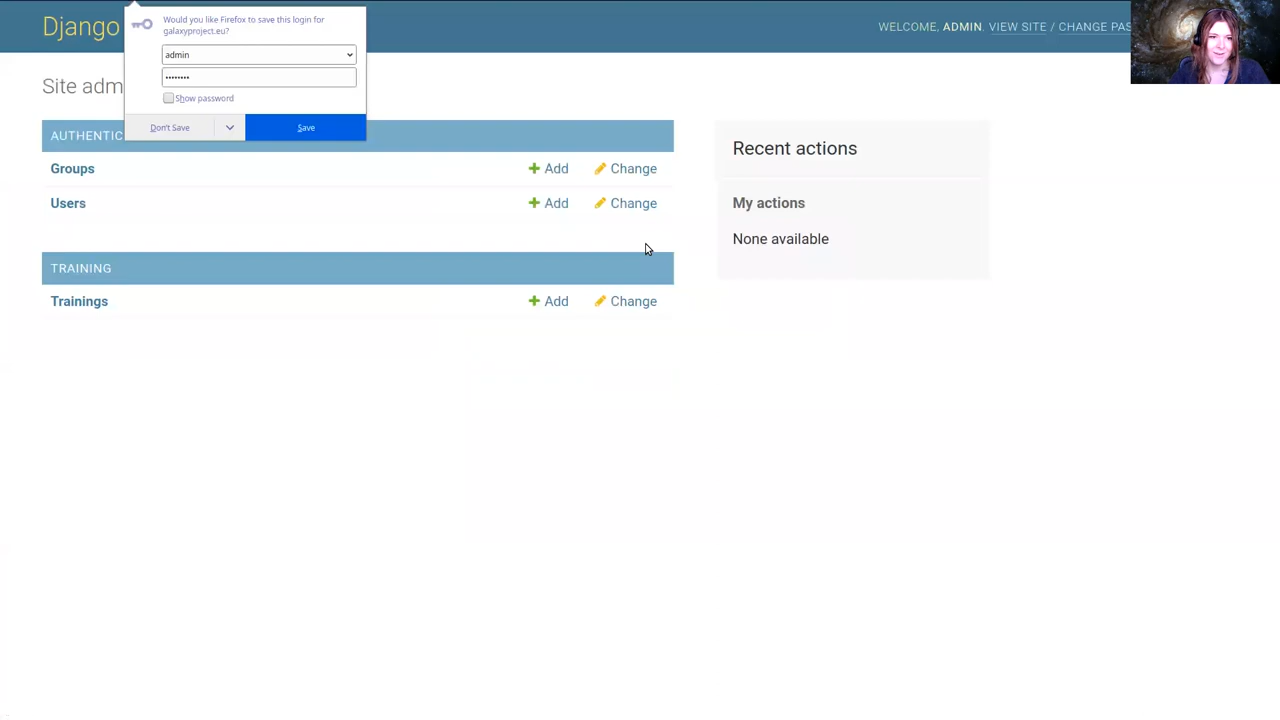 Django
WELCOME, ADMIN. VIEW SITE / CHANGE PAS
Would you like Firefox to save this login for
galaxyproject.eu?
admin
••••••••
Show password
Don't Save
Save
Site adm
AUTHENTIC
Groups
Add
Change
Users
Add
Change
TRAINING
Trainings
Add
Change
Recent actions
My actions
None available